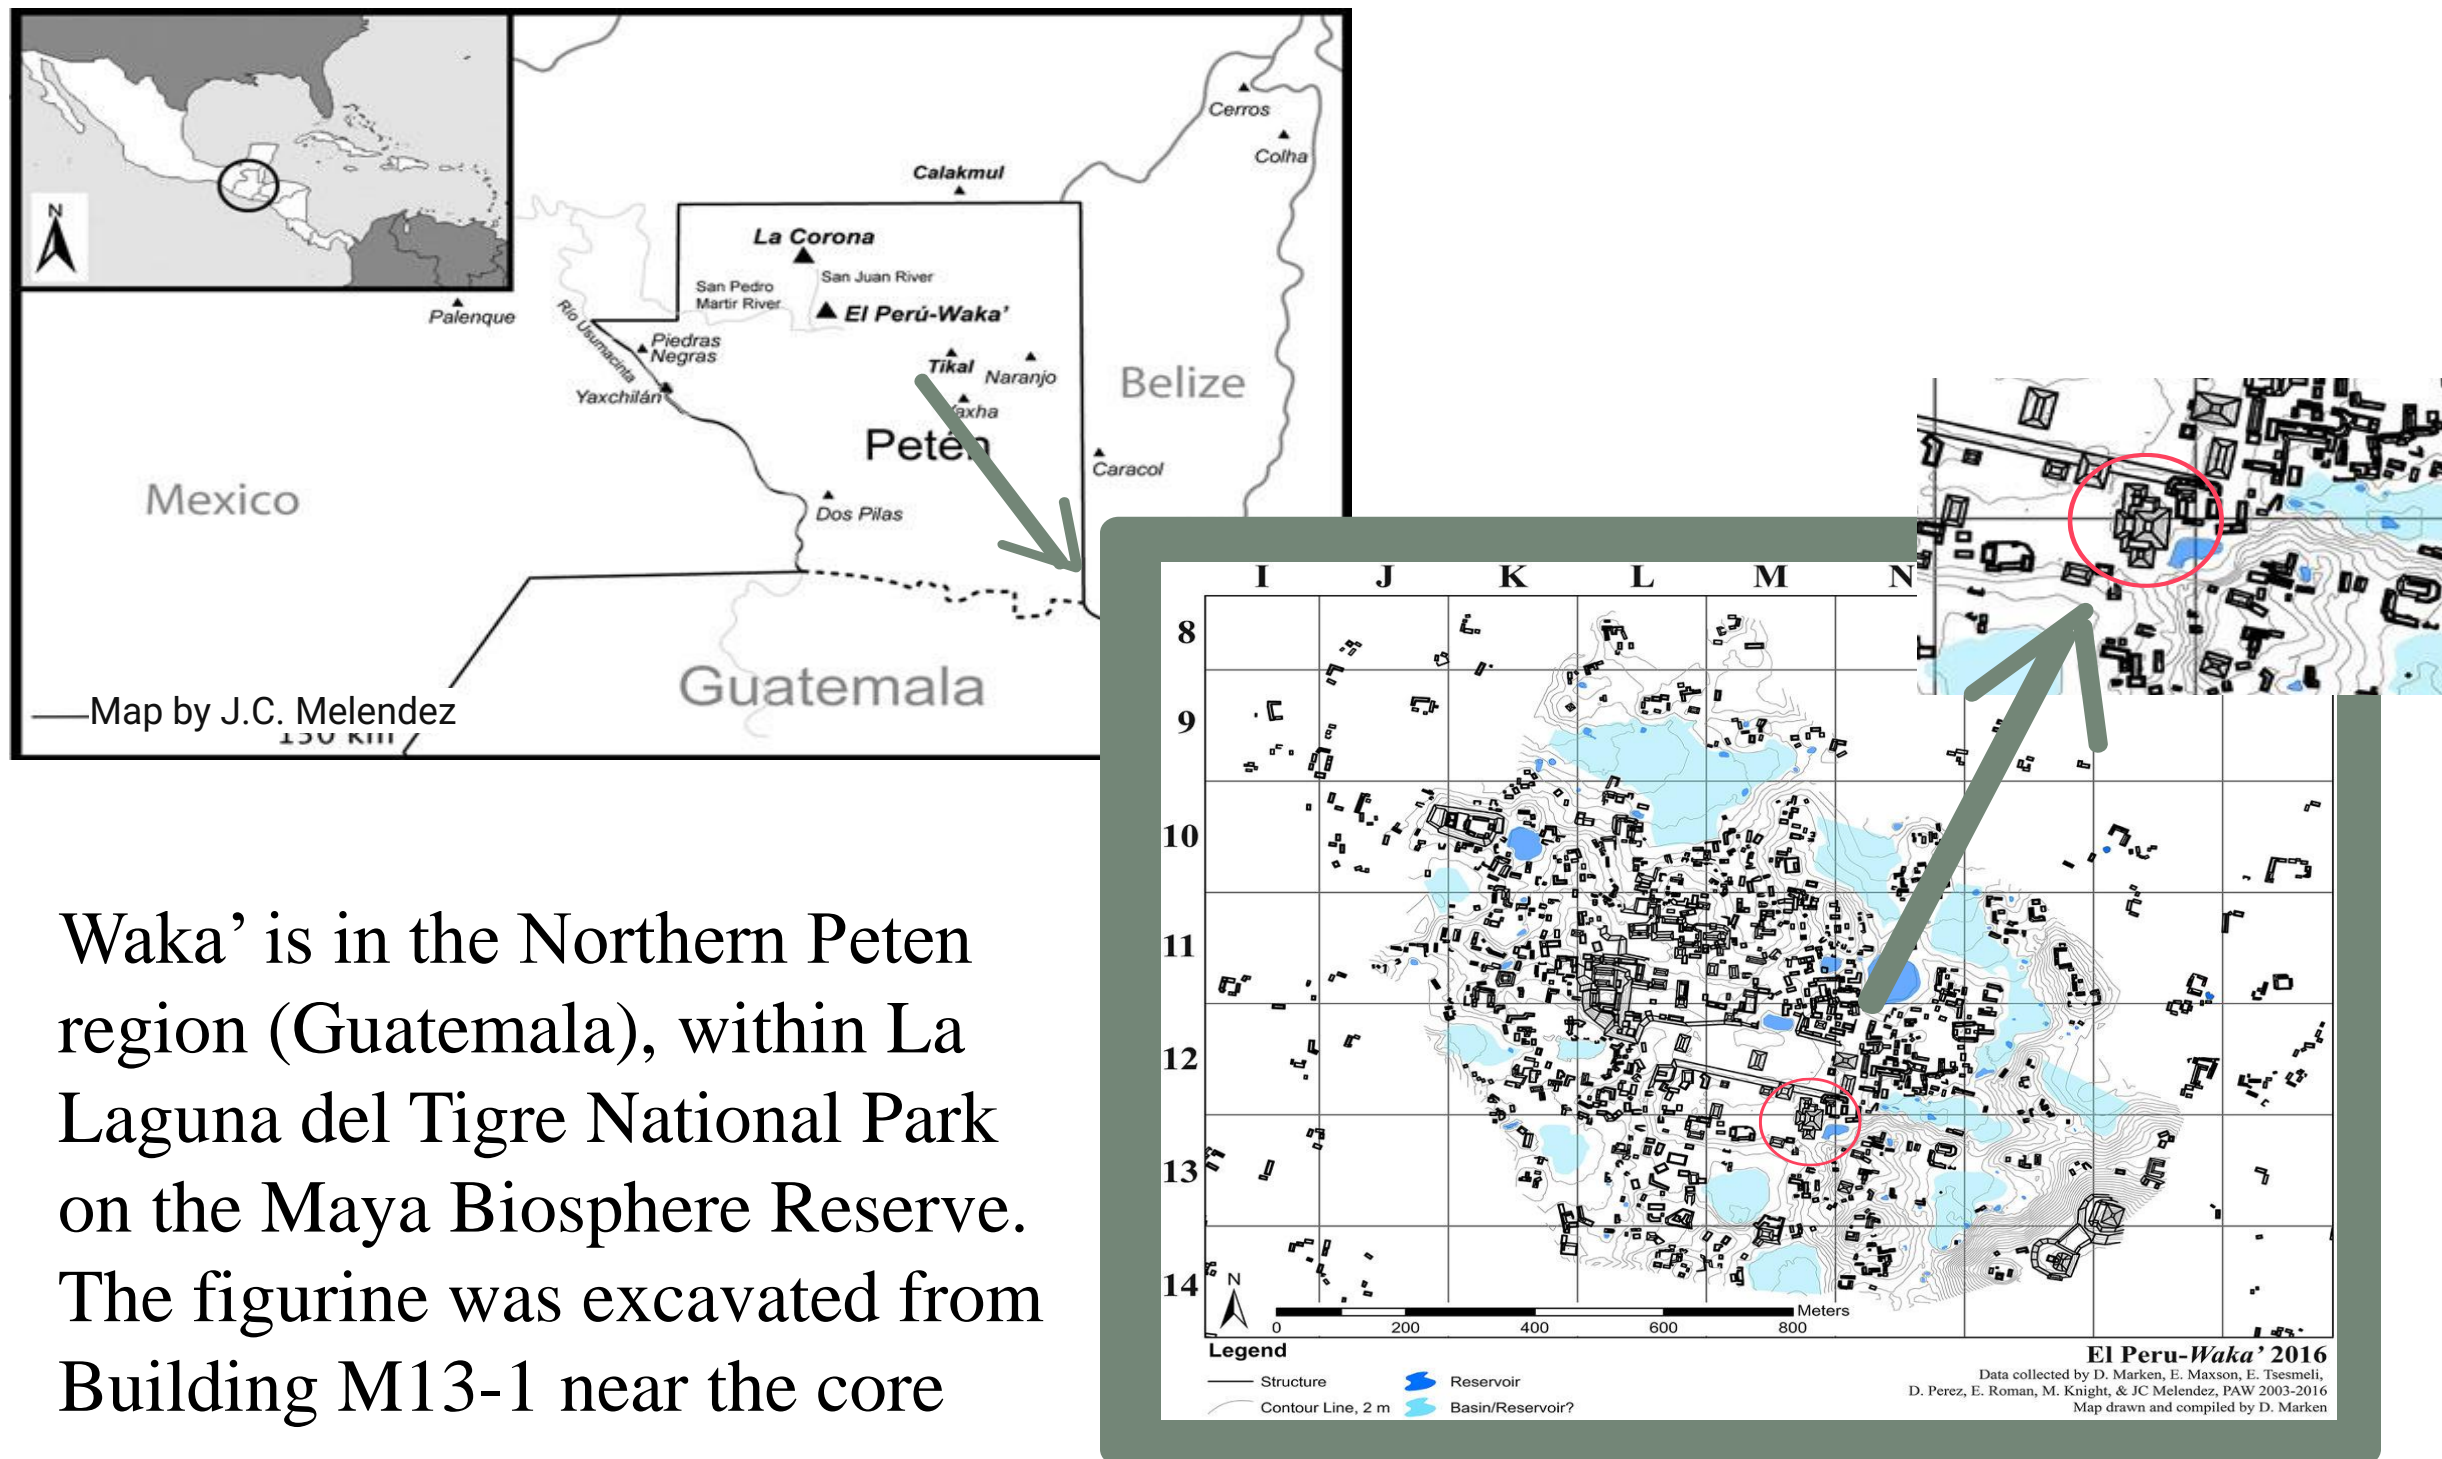 N
Cerros
Colha
Calakmul
La Corona
San Juan River
San Pedro
Martir River
El Perú-Waka’
Palenque
Río Usumacinta
Piedras
Negras
Yaxchilán
Tikal
Naranjo
Petén
Belize
Mexico
Caracol
Dos Pilas
Guatemala
Map by J.C. Melendez
Waka’ is in the Northern Peten
region (Guatemala), within La
Laguna del Tigre National Park
on the Maya Biosphere Reserve.
The figurine was excavated from
Building M13-1 near the core
I J K L M N
8
9
10
11
12
13
14
N
0 200 400 600 800 Meters
Legend
Structure
Contour Line, 2 m
Reservoir
Basin/Reservoir?
El Peru-Waka’ 2016
Data collected by D. Marken, E. Maxson, E. Tsesmeli,
D. Perez, E. Roman, M. Knight, & JC Melendez, PAW 2003-2016
Map drawn and compiled by D. Marken